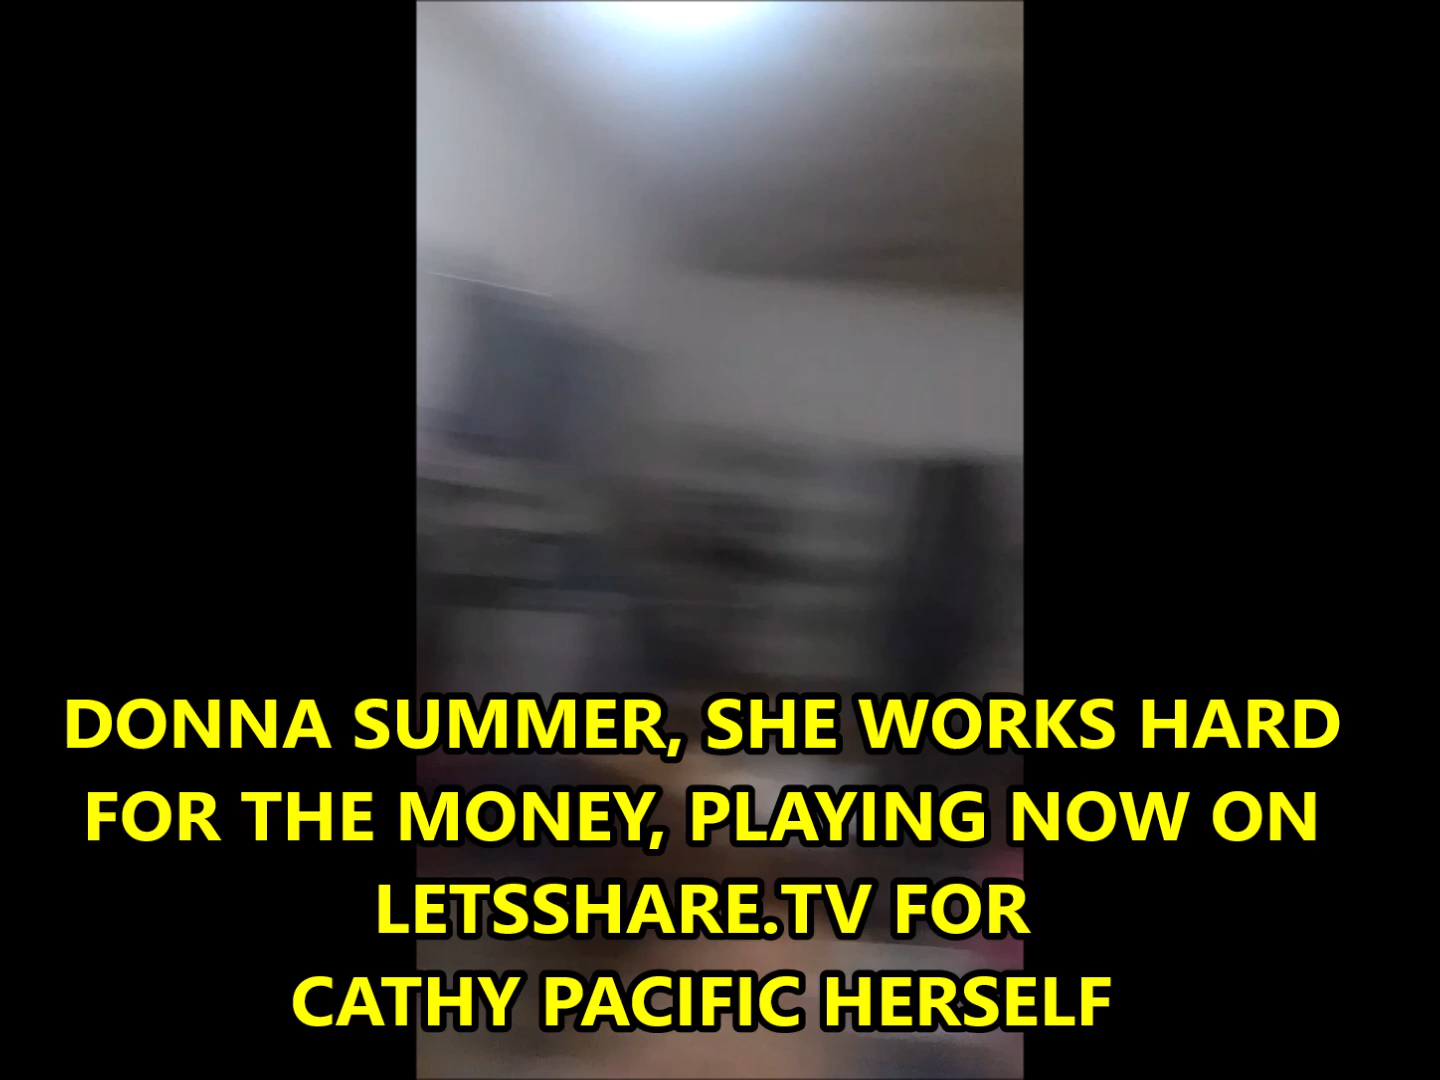 DONNA SUMMER, SHE WORKS HARD
FOR THE MONEY, PLAYING NOW ON
LETSSHARE.TV FOR
CATHY PACIFIC HERSELF